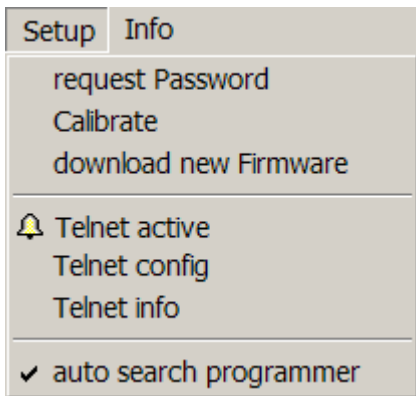 Setup Info
request Password
Calibrate
download new Firmware
Telnet active
Telnet config
Telnet info
auto search programmer